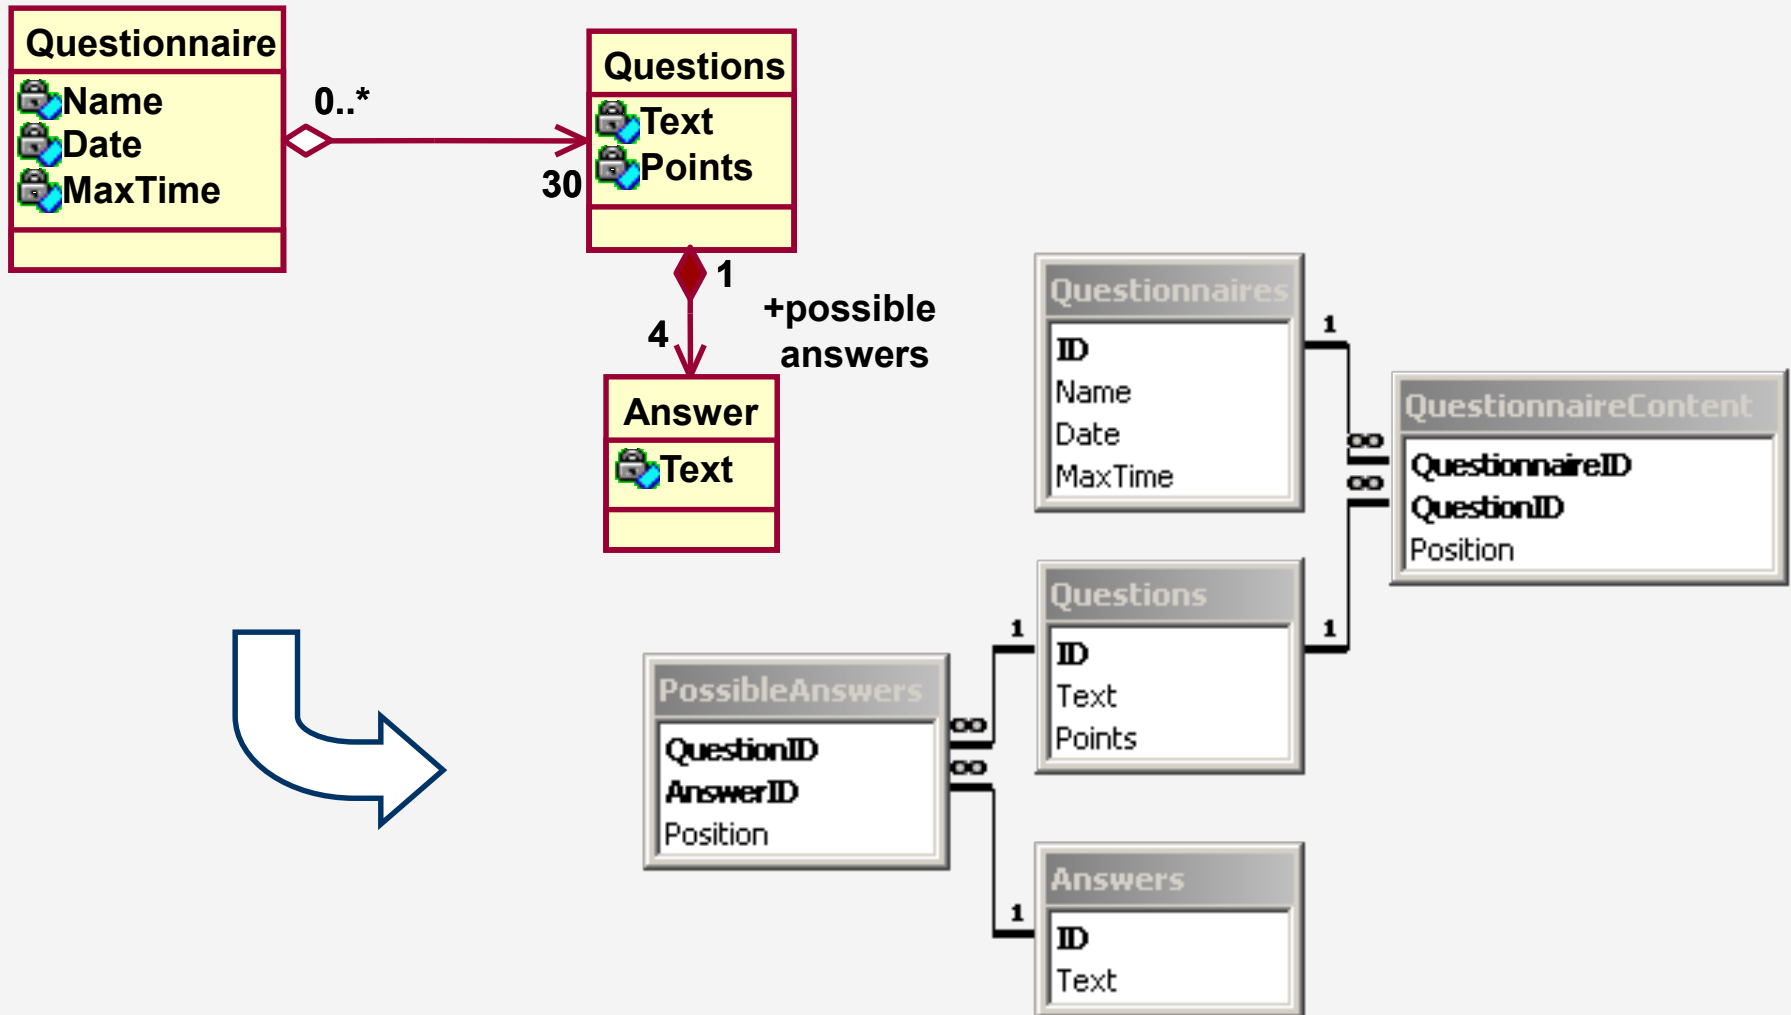 Questionnaire
Name
Date
MaxTime
0..*
30
Questions
Text
Points
1
4
+possible
answers
Answer
Text
Questionnaires
ID
Name
Date
MaxTime
1
∞
∞
QuestionnaireContent
QuestionnaireID
QuestionID
Position
Questions
ID
Text
Points
1
1
PossibleAnswers
QuestionID
AnswerID
Position
∞
∞
Answers
ID
Text
1